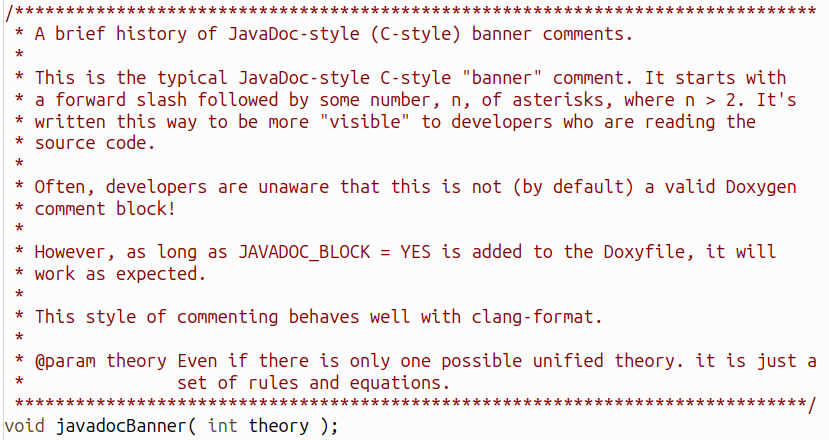 /*******************************************************************************
 * A brief history of JavaDoc-style (C-style) banner comments.
 *
 * This is the typical JavaDoc-style C-style "banner" comment. It starts with
 * a forward slash followed by some number, n, of asterisks, where n > 2. It's
 * written this way to be more "visible" to developers who are reading the
 * source code.
 *
 * Often, developers are unaware that this is not (by default) a valid Doxygen
 * comment block!
 *
 * However, as long as JAVADOC_BLOCK = YES is added to the Doxyfile, it will
 * work as expected.
 *
 * This style of commenting behaves well with clang-format.
 *
 * @param theory Even if there is only one possible unified theory. it is just a
 *               set of rules and equations.
 ******************************************************************************/
void javadocBanner( int theory );